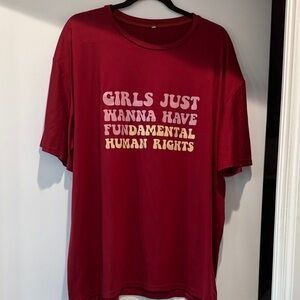 GIRLS JUST
WANNA HAVE
FUNDAMENTAL
HUMAN RIGHTS